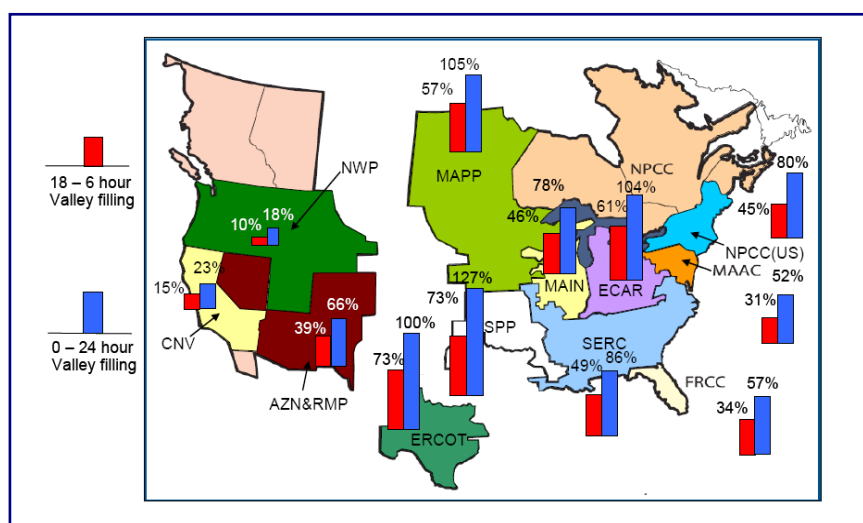 18 – 6 hour
Valley filling
0 – 24 hour
Valley filling
NWP
10%
18%
15%
23%
CNV
39%
66%
AZN&RMP
57%
105%
MAPP
73%
127%
SPP
73%
100%
ERCOT
46%
78%
MAIN
NPCC
61%
104%
ECAR
45%
80%
NPCC(US)
MAAC
31%
52%
SERC
49%
86%
FRCC
34%
57%